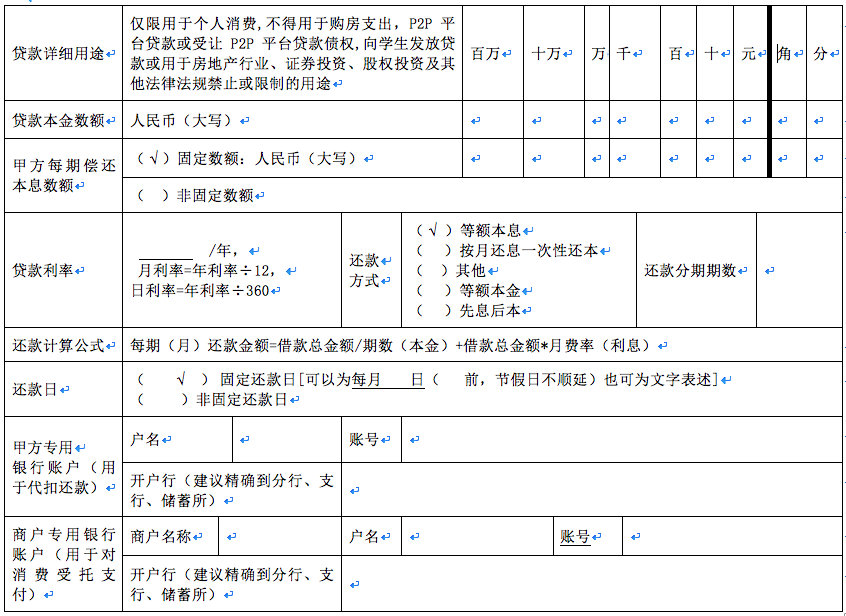 贷款详细用途
仅限用于个人消费,不得用于购房支出，P2P 平
台贷款或受让 P2P 平台贷款债权,向学生发放贷
款或用于房地产行业、证券投资、股权投资及其
他法律法规禁止或限制的用途
百万 十万 万 千 百 十 元 角 分
贷款本金数额 人民币（大写）
甲方每期偿还
本息数额
（√）固定数额：人民币（大写）
（ ）非固定数额
贷款利率
______ /年，
月利率=年利率÷12，
日利率=年利率÷360
还款
方式
（√）等额本息
（ ）按月还息一次性还本
（ ）其他
（ ）等额本金
（ ）先息后本
还款分期期数
还款计算公式 每期（月）还款金额=借款总金额/期数（本金）+借款总金额*月费率（利息）
还款日
（ √ ） 固定还款日[可以为每月 日（ 前，节假日不顺延）也可为文字表述]
（ ）非固定还款日
甲方专用
银行账户（用
于代扣还款）
户名 账号
开户行（建议精确到分行、支
行、储蓄所）
商户专用银行
账户（用于对
消费受托支
付）
商户名称 户名 账号
开户行（建议精确到分行、支
行、储蓄所）